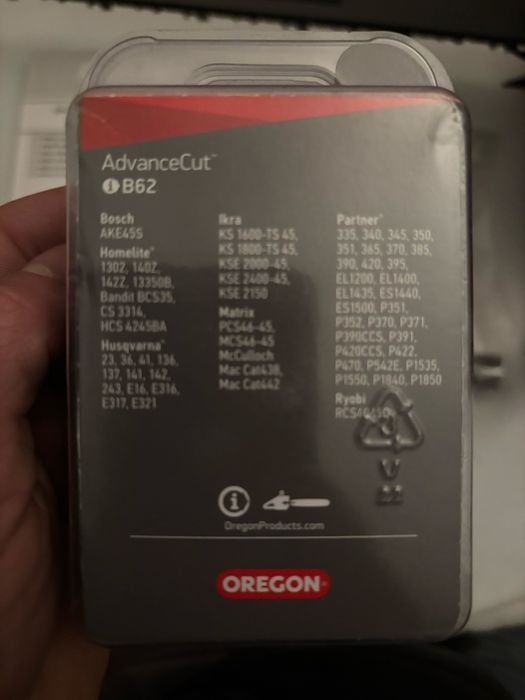 AdvanceCut™
i B62
Bosch
AKE45S
Homelite®
130Z, 140Z,
142Z, 13350B,
Bandit BCS35,
CS 3314,
HCS 4245BA
Husqvarna®
23, 36, 41, 136,
137, 141, 142,
243, E16, E316,
E317, E321
Ikra
KS 1600-TS 45,
KS 1800-TS 45,
KSE 2000-45,
KSE 2400-45,
KSE 2150
Matrix
PCS46-45,
MCS46-45
McCulloch
Mac Cat438,
Mac Cat442
Partner®
335, 340, 345, 350,
351, 365, 370, 385,
390, 420, 395,
EL1200, EL1400,
EL1435, ES1440,
ES1500, P351,
P352, P370, P371,
P390CCS, P391,
P420CCS, P422,
P470, P542E, P1535,
P1550, P1840, P1850
Ryobi
i
OregonProducts.com
OREGON®